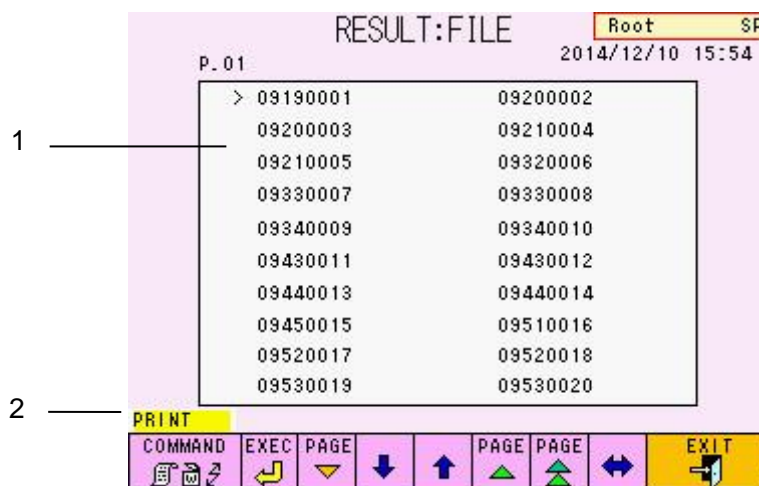 RESULT:FILE
Root SP
P.01
2014/12/10 15:54
1
> 09190001 09200002
09200003 09210004
09210005 09320006
09330007 09330008
09340009 09340010
09430011 09430012
09440013 09440014
09450015 09510016
09520017 09520018
09530019 09530020
2
PRINT
COMMAND EXEC PAGE PAGE PAGE EXIT